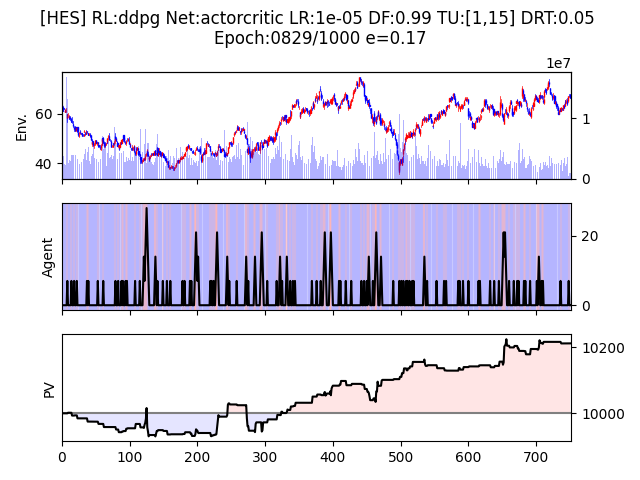 [HES] RL:ddpg Net:actorcritic LR:1e-05 DF:0.99 TU:[1,15] DRT:0.05
Epoch:0829/1000 e=0.17
1e7
Env.
60
40
1
0
Agent
20
0
PV
10200
10000
0 100 200 300 400 500 600 700